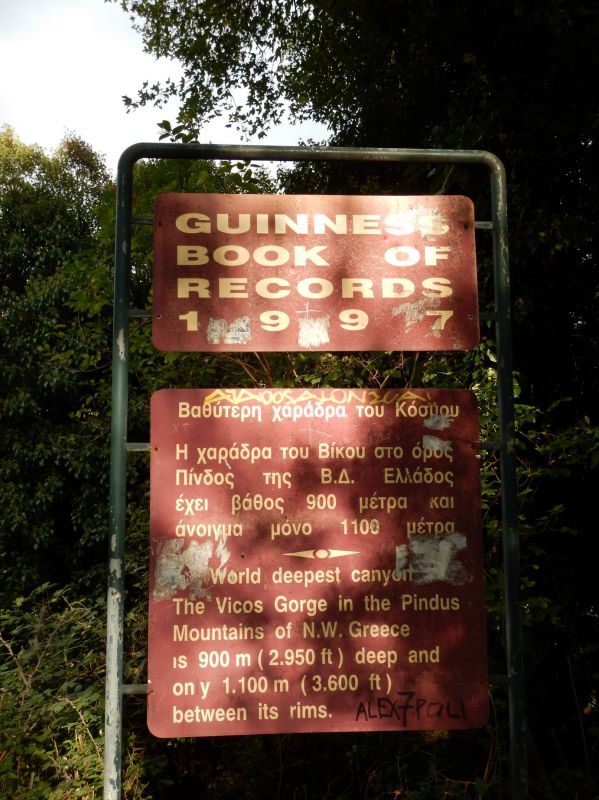 GUINNESS
BOOK OF
RECORDS
1997
Βαθύτερη χαράδρα του Κόσμου
Η χαράδρα του Βίκου στο όρος
Πίνδος της Β.Δ. Ελλάδος
έχει βάθος 900 μέτρα και
άνοιγμα μόνο 1100 μέτρα
World deepest canyon
The Vicos Gorge in the Pindus
Mountains of N.W. Greece
is 900 m ( 2.950 ft ) deep and
on y 1.100 m ( 3.600 ft )
between its rims.